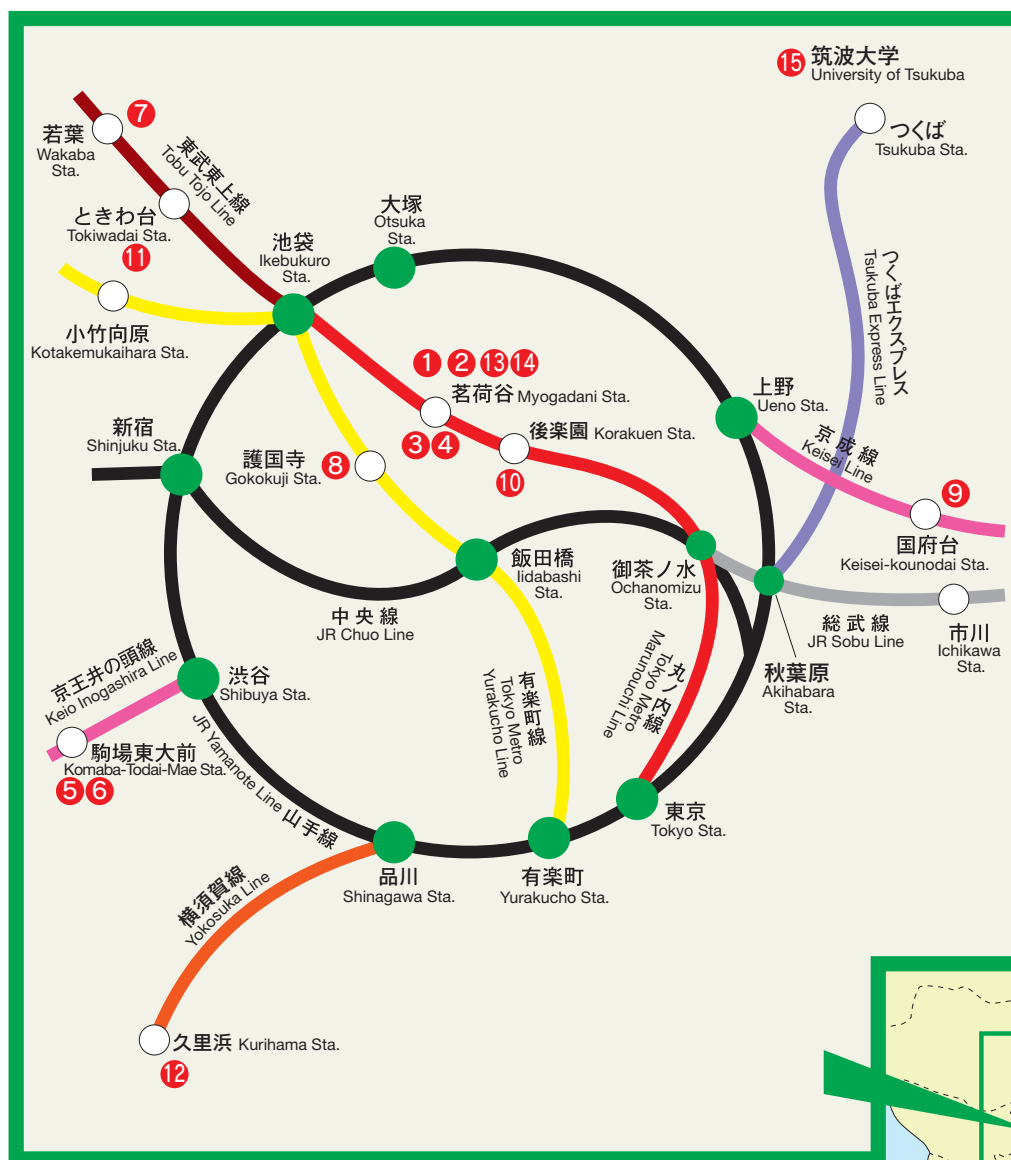 ⑮ 筑波大学
University of Tsukuba
つくば
Tsukuba Sta.
⑦
若葉
Wakaba
Sta.
東武東上線
Tobu Tojo Line
ときわ台
Tokiwadai Sta.
⑪
大塚
Otsuka
Sta.
池袋
Ikebukuro
Sta.
小竹向原
Kotakemukaihara Sta.
つくばエクスプレス
Tsukuba Express Line
① ② ⑬ ⑭
茗荷谷 Myogadani Sta.
③ ④
後楽園 Korakuen Sta.
⑩
上野
Ueno Sta.
京成線
Keisei Line
⑨
国府台
Keisei-kounodai Sta.
新宿
Shinjuku Sta.
護国寺
Gokokuji Sta.
⑧
飯田橋
Iidabashi
Sta.
御茶ノ水
Ochanomizu
Sta.
中央線
JR Chuo Line
総武線
JR Sobu Line
市川
Ichikawa
Sta.
秋葉原
Akihabara
Sta.
京王井の頭線
Keio Inogashira Line
渋谷
Shibuya Sta.
駒場東大前
Komaba-Todai-Mae Sta.
⑤ ⑥
JR Yamanote Line 山手線
有楽町線
Tokyo Metro
Yurakucho Line
丸ノ内線
Tokyo Metro
Marunouchi Line
東京
Tokyo Sta.
品川
Shinagawa Sta.
有楽町
Yurakucho Sta.
横須賀線
Yokosuka Line
久里浜 Kurihama Sta.
⑫